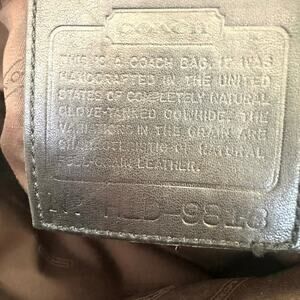 COACH
THIS IS A COACH BAG. IT WAS
HANDCRAFTED IN THE UNITED
STATES OF COMPLETELY NATURAL
GLOVE-TANNED COWHIDE. THE
VARIATIONS IN THE GRAIN ARE
CHARACTERISTIC OF NATURAL
FULL-GRAIN LEATHER.